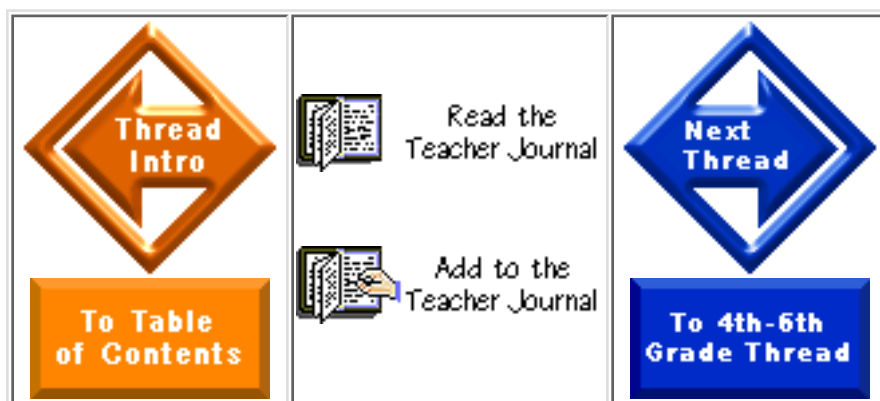 Thread
Intro
To Table
of Contents
Read the
Teacher Journal
Add to the
Teacher Journal
Next
Thread
To 4th-6th
Grade Thread